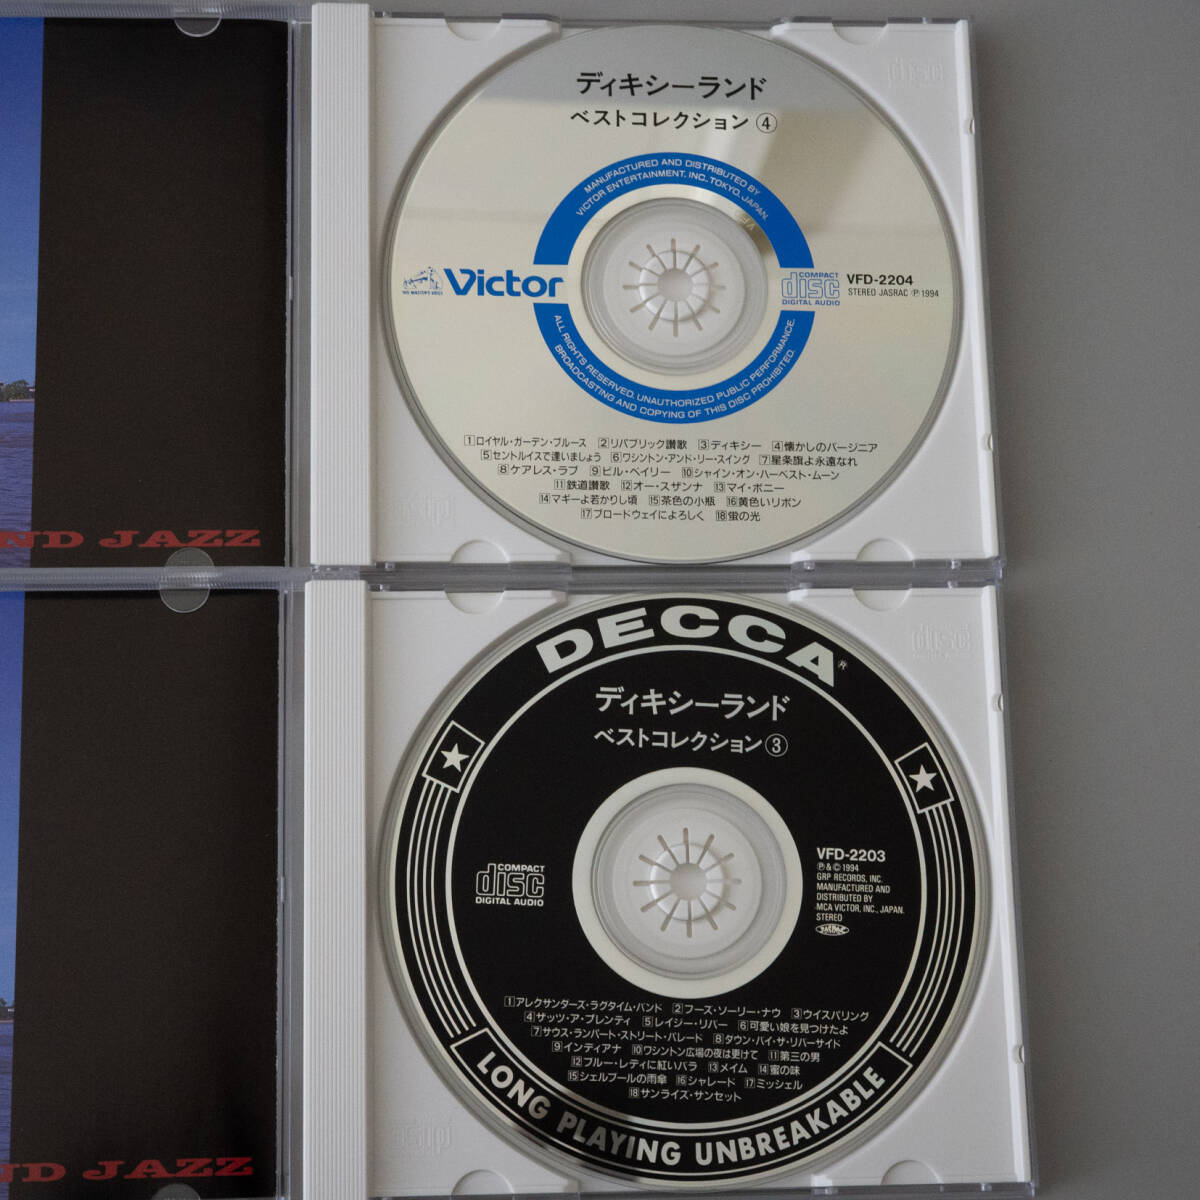 ディキシーランド
ベストコレクション④
MANUFACTURED AND DISTRIBUTED BY
VICTOR ENTERTAINMENT, INC., TOKYO, JAPAN.
HIS MASTER'S VOICE
Victor
COMPACT
disc
DIGITAL AUDIO
VFD-2204
STEREO JASRAC Ⓟ 1994
ALL RIGHTS RESERVED. UNAUTHORIZED PUBLIC PERFORMANCE.
BROADCASTING AND COPYING OF THIS DISC PROHIBITED.
1 ロイヤル・ガーデン・ブルース 2 リパブリック讃歌 3 ディキシー 4 懐かしのバージニア
5 セントルイスで逢いましょう 6 ワシントン・アンド・リー・スイング 7 星条旗よ永遠なれ
8 ケアレス・ラブ 9 ビル・ベイリー 10 シャイン・オン・ハーベスト・ムーン
11 鉄道讃歌 12 オー・スザンナ 13 マイ・ボニー
14 マギーよ若かりし頃 15 茶色の小瓶 16 黄色いリボン
17 ブロードウェイによろしく 18 蛍の光
disc
ND JAZZ
DECCA®
ディキシーランド
ベストコレクション③
COMPACT
disc
DIGITAL AUDIO
VFD-2203
Ⓟ&© 1994
GRP RECORDS, INC.
MANUFACTURED AND
DISTRIBUTED BY
MCA VICTOR, INC., JAPAN.
STEREO
JASRAC
1 アレクサンダーズ・ラグタイム・バンド 2 フーズ・ソーリー・ナウ 3 ウイスパリング
4 ザッツ・ア・プレンティ 5 レイジー・リバー 6 可愛い娘を見つけたよ
7 サウス・ランパート・ストリート・パレード 8 ダウン・バイ・ザ・リバーサイド
9 インディアナ 10 ワシントン広場の夜は更けて 11 第三の男
12 ブルー・レディに紅いバラ 13 メイム 14 蜜の味
15 シェルブールの雨傘 16 シャレード 17 ミッシェル
18 サンライズ・サンセット
LONG PLAYING UNBREAKABLE
disc
ND JAZZ